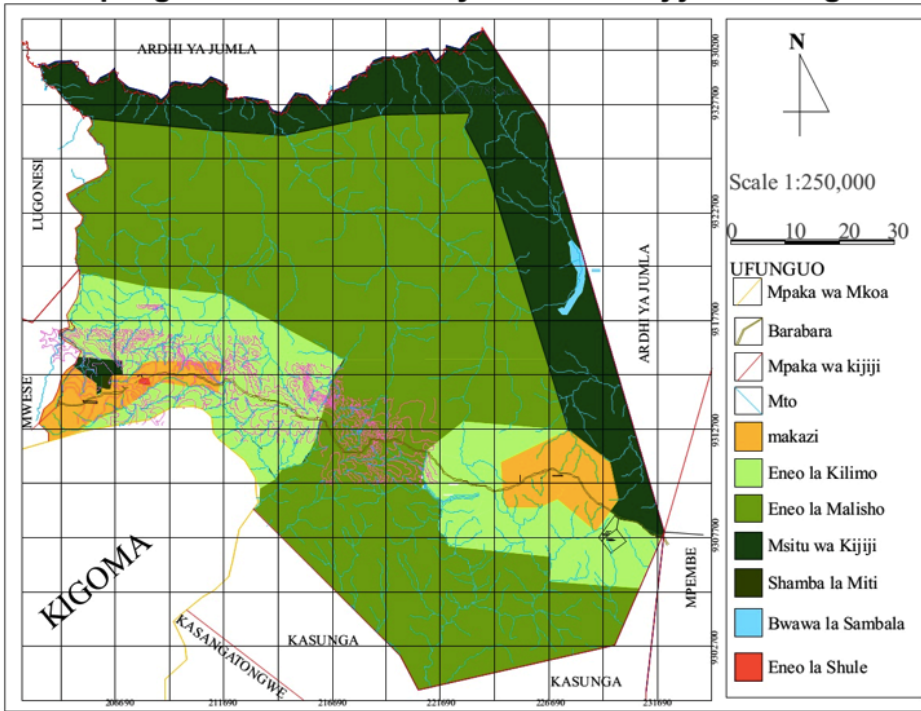 ARDHI YA JUMLA
LUGONESI
ARDHI YA JUMLA
MWESE
KIGOMA
KASANGATONGWE
KASUNGA
KASUNGA
MPEMBE
9830200
9327700
9322700
9317700
9312700
9307700
9302700
206690
211690
216690
221690
226690
231690
N
Scale 1:250,000
0 10 20 30
UFUNGUO
Mpaka wa Mkoa
Barabara
Mpaka wa kijiji
Mto
makazi
Eneo la Kilimo
Eneo la Malisho
Msitu wa Kijiji
Shamba la Miti
Bwawa la Sambala
Eneo la Shule